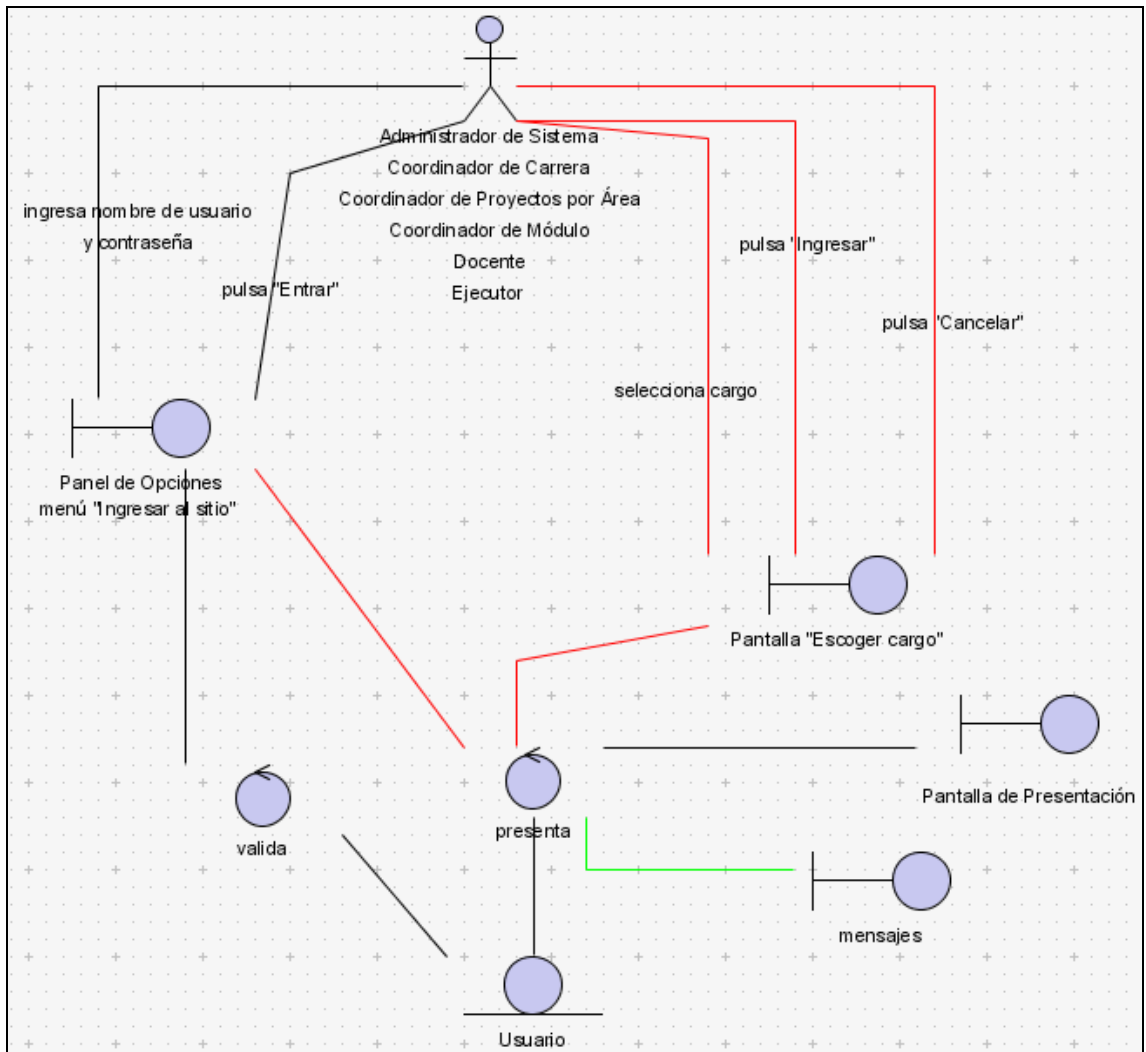 Administrador de Sistema
Coordinador de Carrera
Coordinador de Proyectos por Área
Coordinador de Módulo
Docente
Ejecutor
ingresa nombre de usuario
y contraseña
pulsa "Entrar"
pulsa "Ingresar"
pulsa "Cancelar"
selecciona cargo
Panel de Opciones
menú "Ingresar al sitio"
Pantalla "Escoger cargo"
Pantalla de Presentación
presenta
valida
mensajes
Usuario